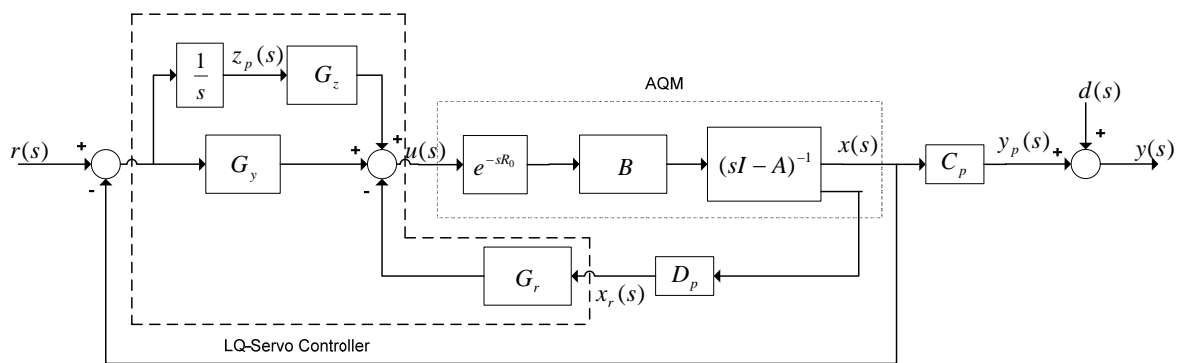 AQM
z_p(s)
1/s
G_z
d(s)
+
+
+
r(s)
+
u(s)
x(s)
y_p(s)
+
y(s)
G_y
e^{-sR_0}
B
(sI − A)^{-1}
C_p
-
-
G_r
x_r(s)
D_p
LQ-Servo Controller